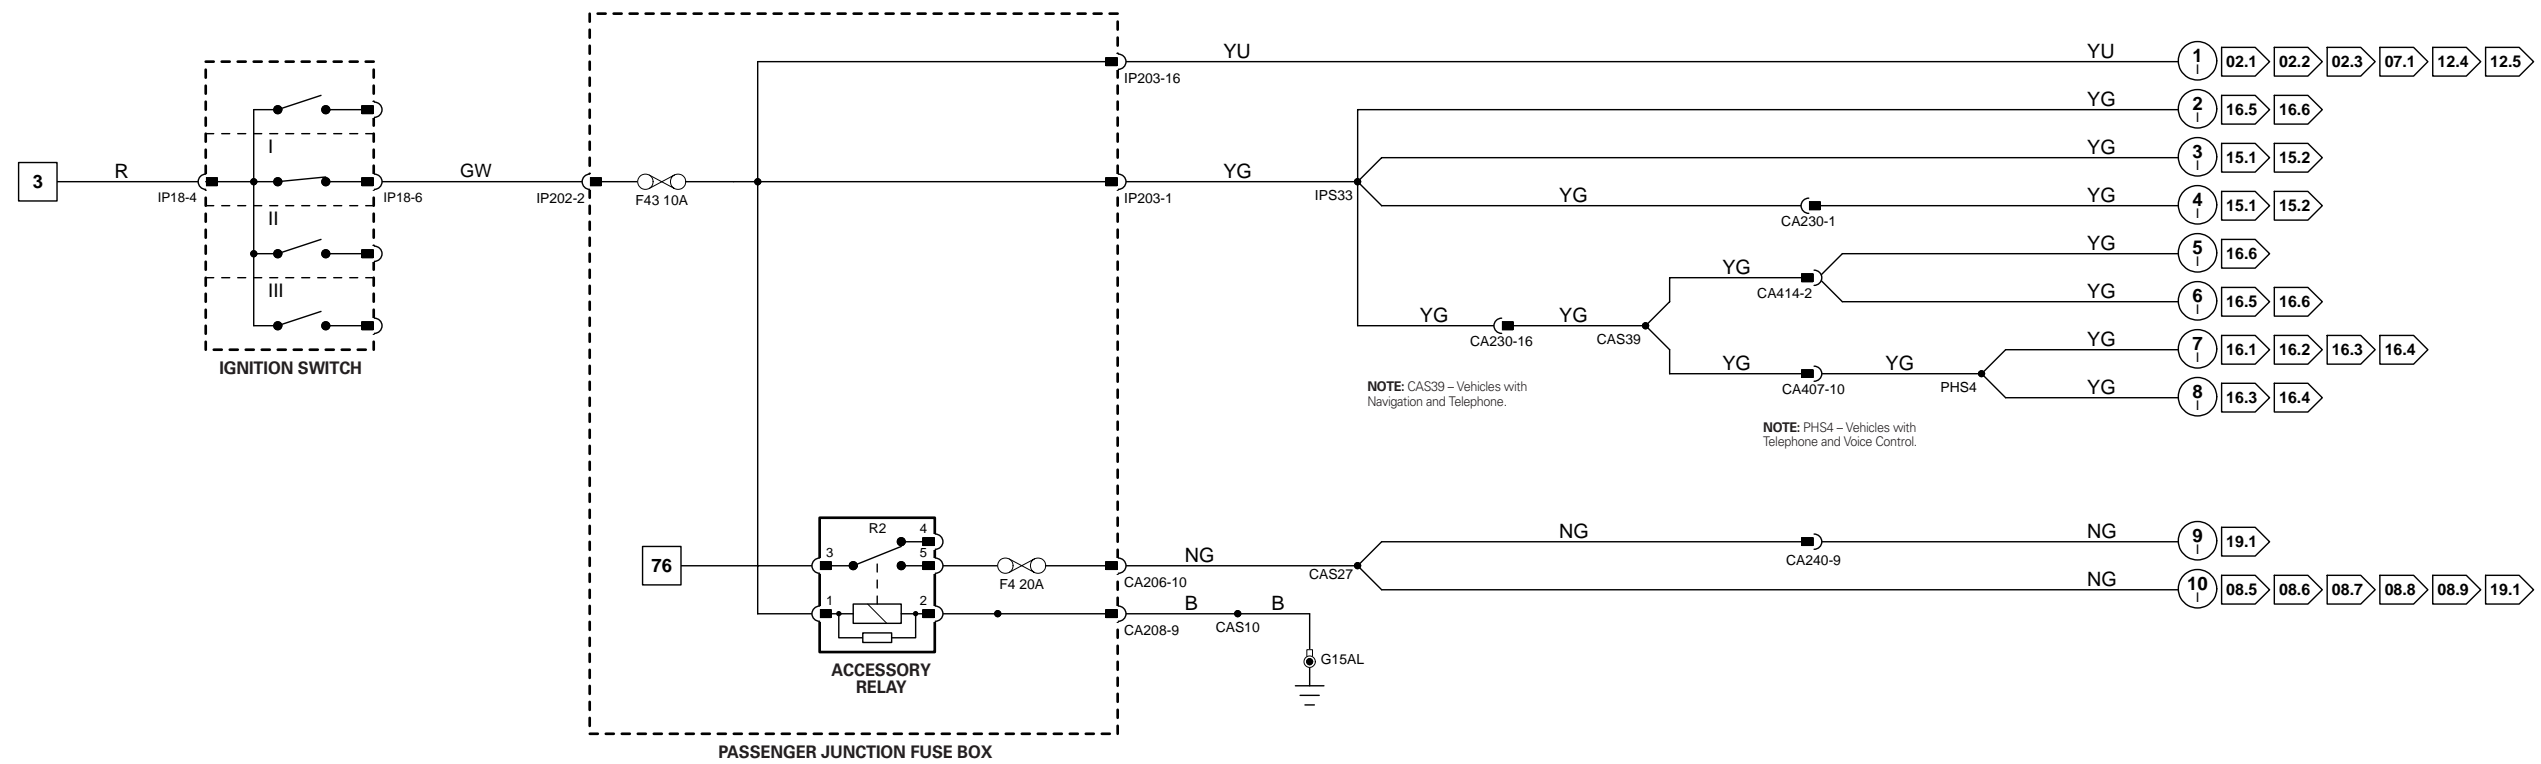 YU YU 1 I 02.1 02.2 02.3 07.1 12.4 12.5
IP203-16
YG 2 I 16.5 16.6
I
YG 3 I 15.1 15.2
3 R GW YG
IP18-4 IP18-6 IP202-2 F43 10A IP203-1 IPS33
YG YG 4 I 15.1 15.2
CA230-1
II
YG 5 I 16.6
YG
CA414-2
III
YG 6 I 16.5 16.6
YG YG
CA230-16 CAS39
YG 7 I 16.1 16.2 16.3 16.4
IGNITION SWITCH
YG YG
CA407-10 PHS4
NOTE: CAS39 – Vehicles with
Navigation and Telephone.
YG 8 I 16.3 16.4
NOTE: PHS4 – Vehicles with
Telephone and Voice Control.
R2 4
NG NG 9 I 19.1
CA240-9
76 3 5 NG
F4 20A CA206-10 CAS27
NG 10 I 08.5 08.6 08.7 08.8 08.9 19.1
1 2 B B
CA208-9 CAS10
G15AL
ACCESSORY
RELAY
PASSENGER JUNCTION FUSE BOX